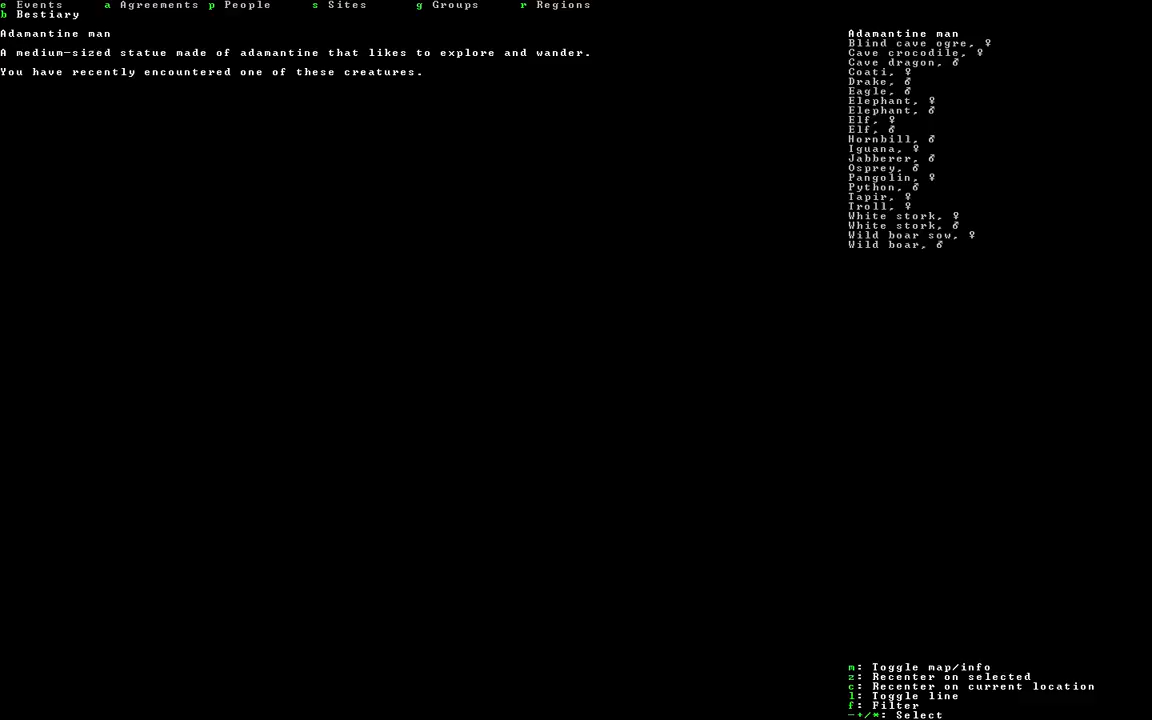 e Events a Agreements p People s Sites g Groups r Regions
b Bestiary
Adamantine man
A medium-sized statue made of adamantine that likes to explore and wander.
You have recently encountered one of these creatures.
Adamantine man
Blind cave ogre, ♀
Cave crocodile, ♀
Cave dragon, ♂
Coati, ♀
Drake, ♂
Eagle, ♂
Elephant, ♀
Elephant, ♂
Elf, ♀
Elf, ♂
Hornbill, ♂
Iguana, ♀
Jabberer, ♂
Osprey, ♂
Pangolin, ♀
Python, ♂
Tapir, ♀
Troll, ♀
White stork, ♀
White stork, ♂
Wild boar sow, ♀
Wild boar, ♂
m: Toggle map/info
z: Recenter on selected
c: Recenter on current location
l: Toggle line
f: Filter
-+/*: Select